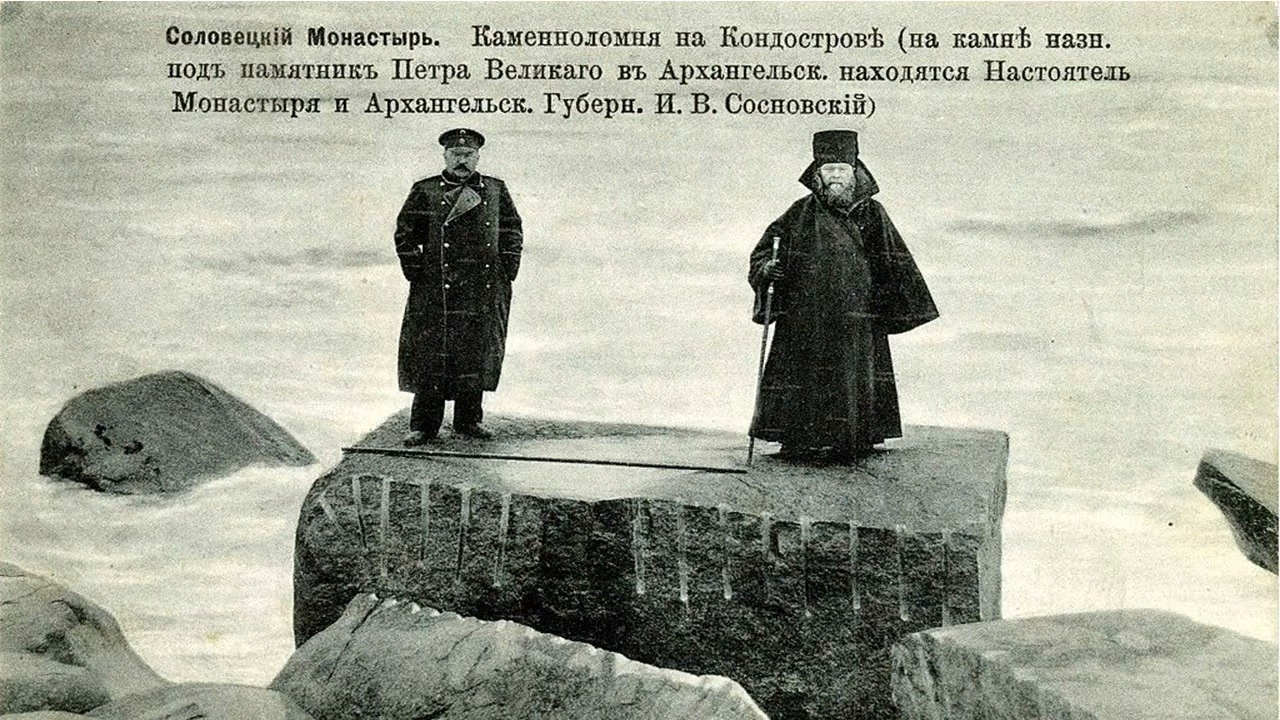 Соловецкій Монастырь. Каменноломня на Кондостровѣ (на камнѣ назн.
подъ памятникъ Петра Великаго въ Архангельск. находятся Настоятель
Монастыря и Архангельск. Губерн. И. В. Сосновскій)